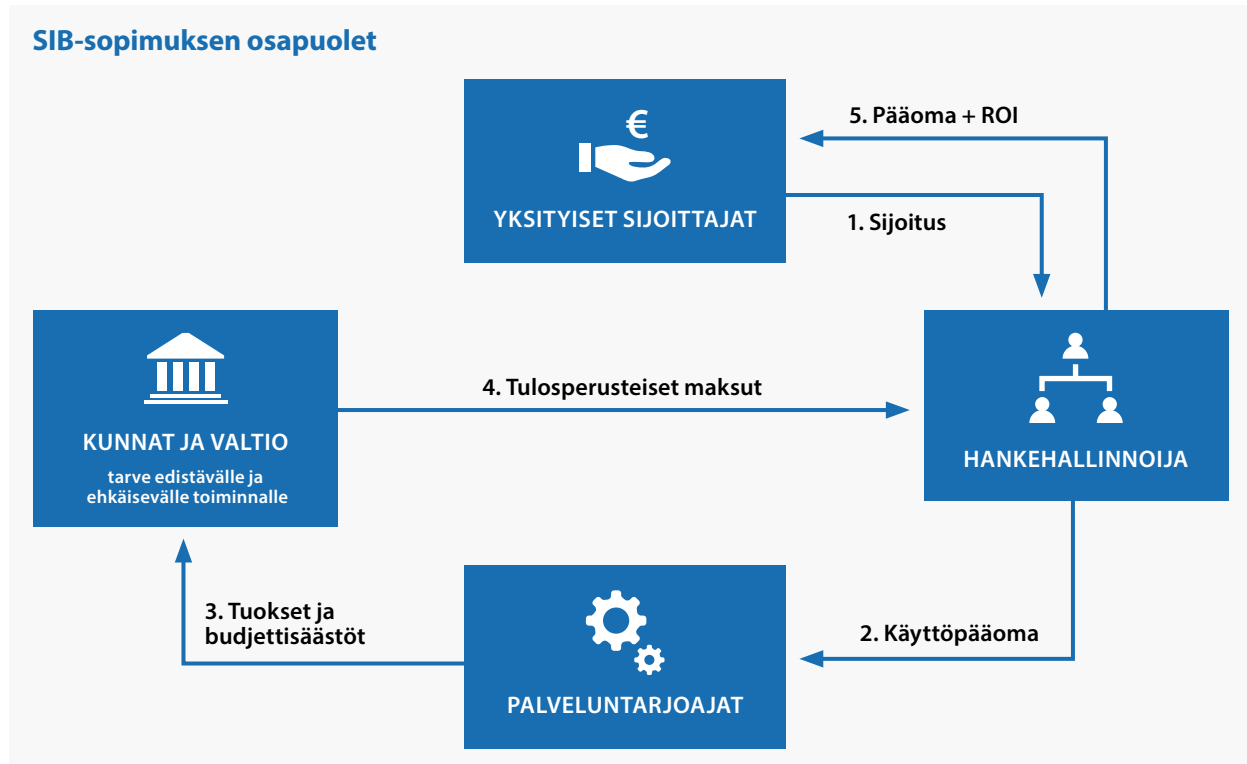 SIB-sopimuksen osapuolet
€
YKSITYISET SIJOITTAJAT
5. Pääoma + ROI
1. Sijoitus
KUNNAT JA VALTIO
tarve edistävälle ja
ehkäisevälle toiminnalle
4. Tulosperusteiset maksut
HANKEHALLINNOIJA
3. Tuokset ja
budjettisäästöt
PALVELUNTARJOAJAT
2. Käyttöpääoma